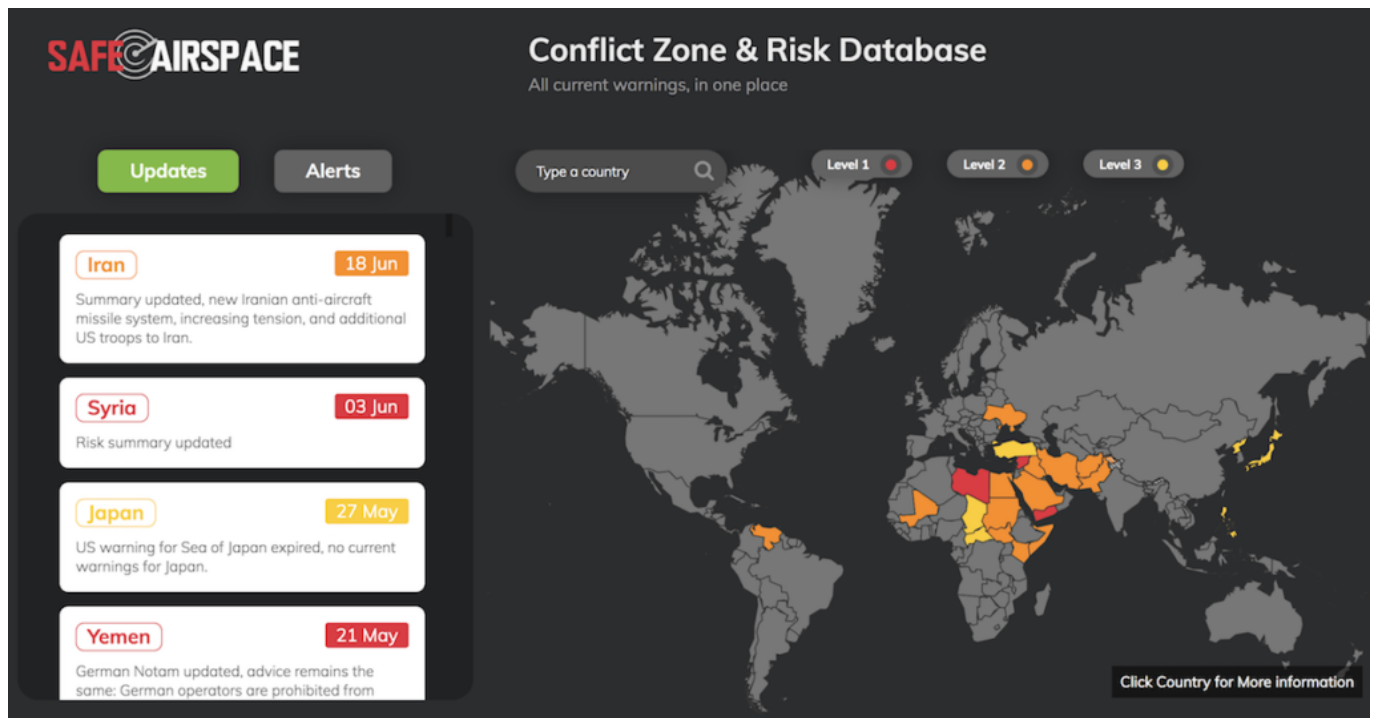 SAFE AIRSPACE
Conflict Zone & Risk Database
All current warnings, in one place
Updates
Alerts
Type a country
Level 1
Level 2
Level 3
Iran
18 Jun
Summary updated, new Iranian anti-aircraft
missile system, increasing tension, and additional
US troops to Iran.
Syria
03 Jun
Risk summary updated
Japan
27 May
US warning for Sea of Japan expired, no current
warnings for Japan.
Yemen
21 May
German Notam updated, advice remains the
same: German operators are prohibited from
Click Country for More information